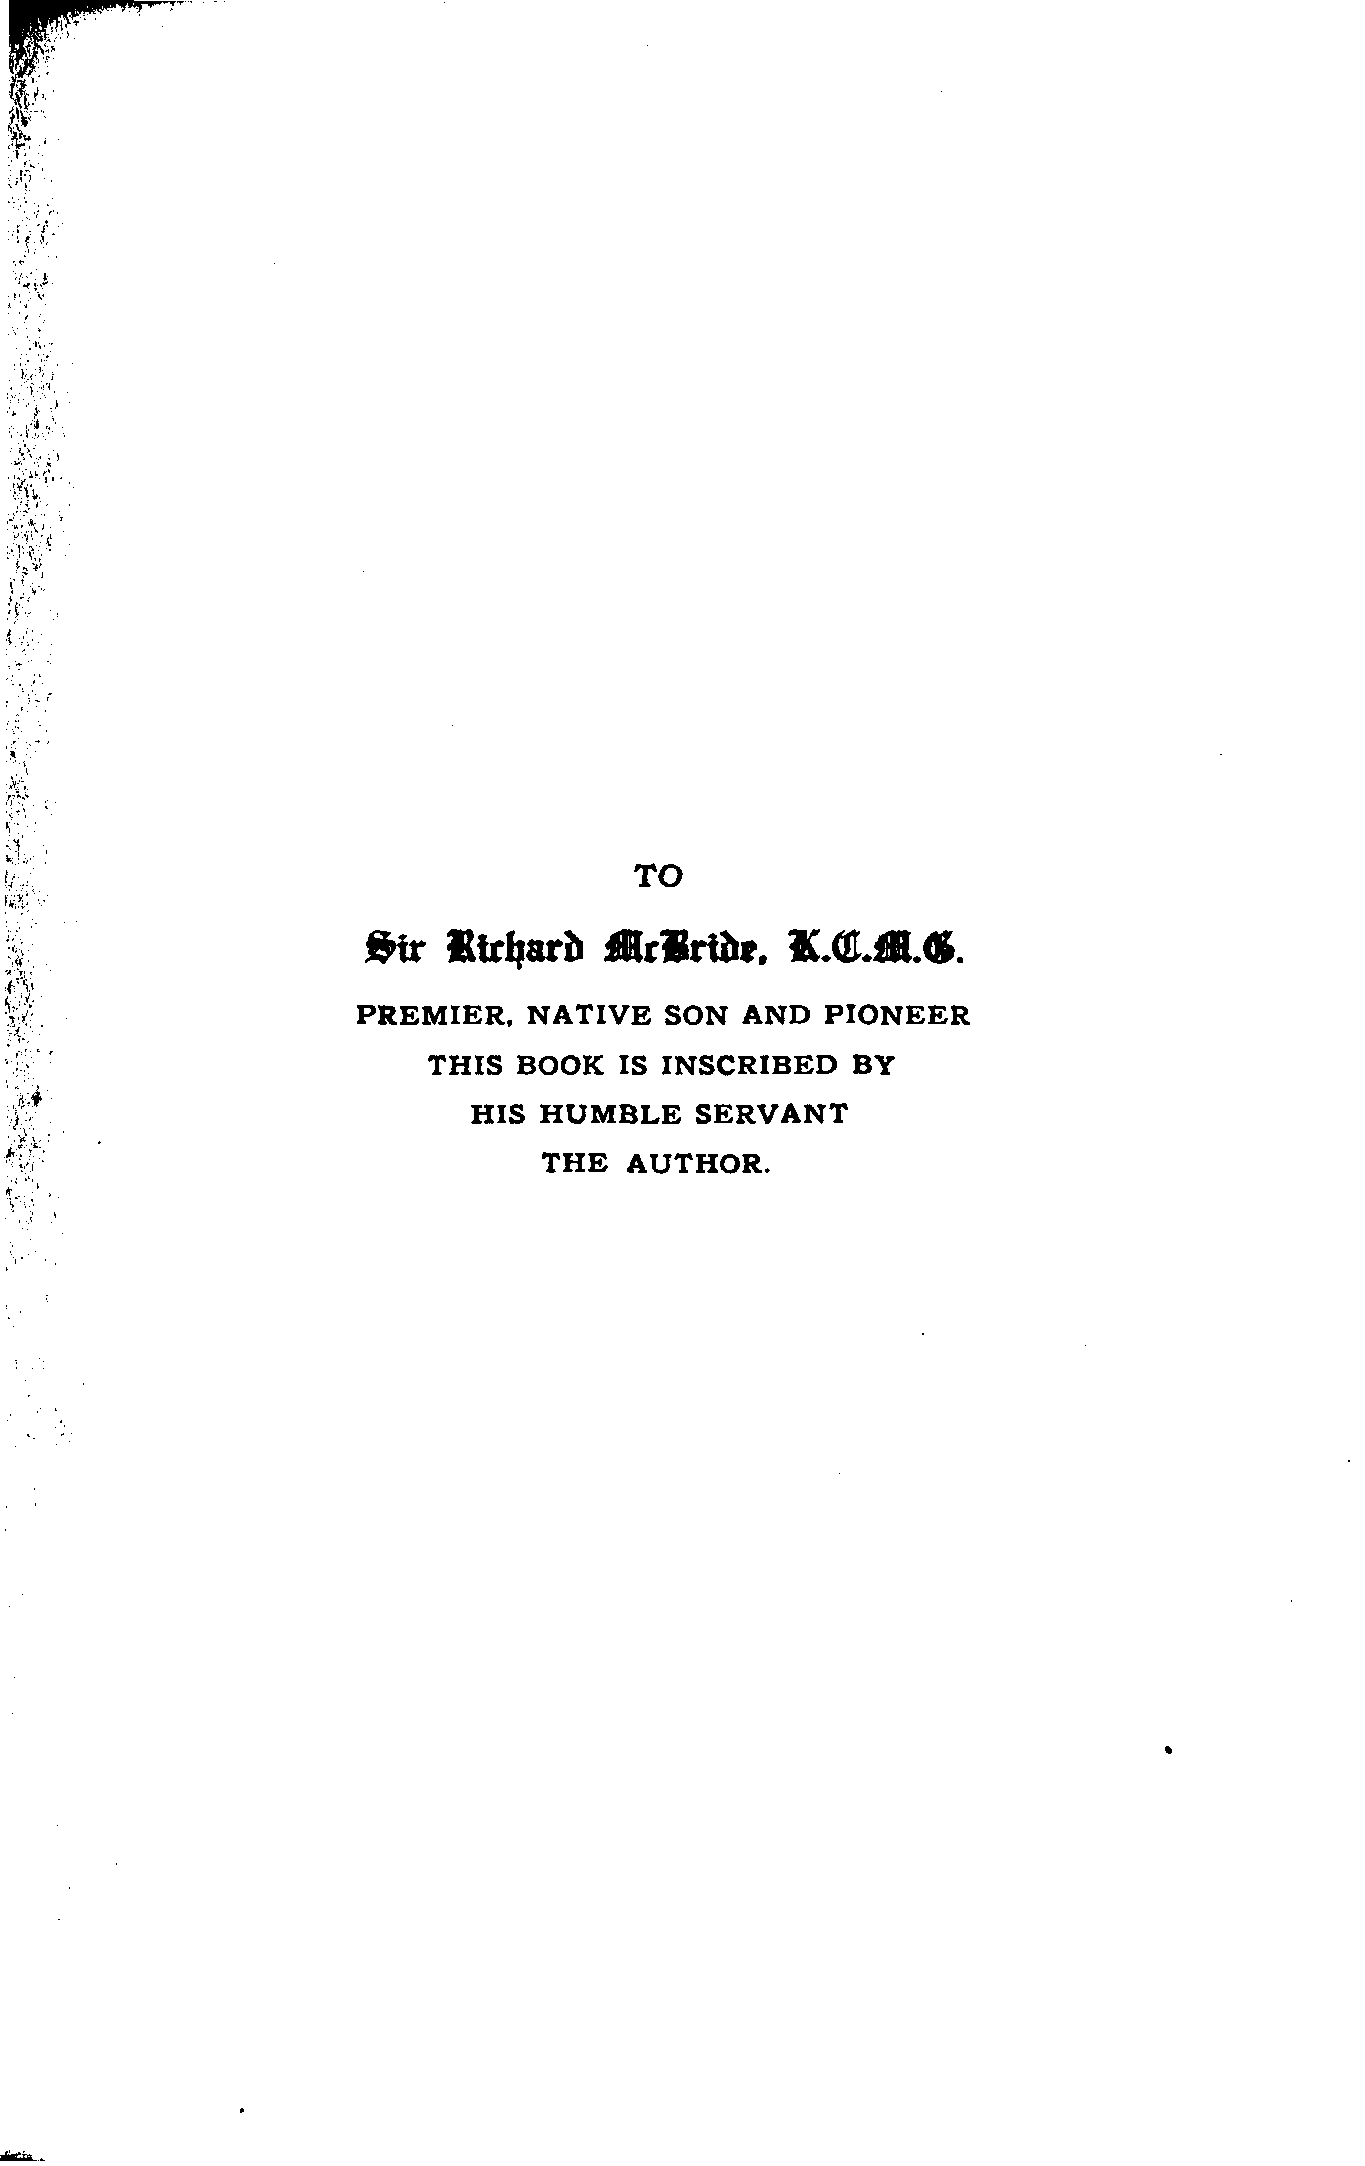 TO
Sir Richard McBride, K.C.M.G.
PREMIER, NATIVE SON AND PIONEER
THIS BOOK IS INSCRIBED BY
HIS HUMBLE SERVANT
THE AUTHOR.